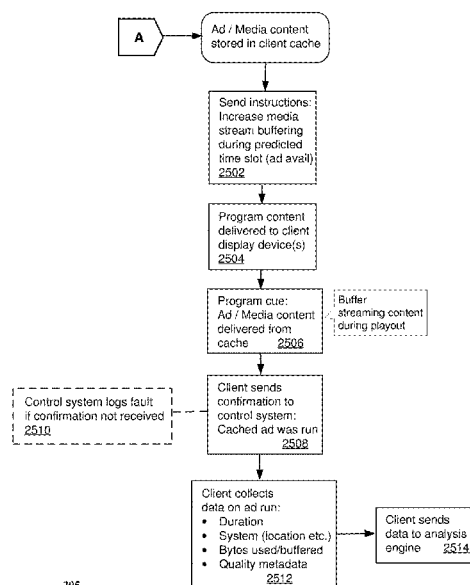 A
Ad / Media content
stored in client cache
Send instructions:
Increase media
stream buffering
during predicted
time slot (ad avail)
2502
Program content
delivered to client
display device(s)
2504
Program cue:
Ad / Media content
delivered from
cache 2506
Buffer
streaming content
during playout
Client sends
confirmation to
control system:
Cached ad was run
2508
Control system logs fault
if confirmation not received
2510
Client collects
data on ad run:
• Duration
• System (location etc.)
• Bytes used/buffered
• Quality metadata
2512
Client sends
data to analysis
engine 2514